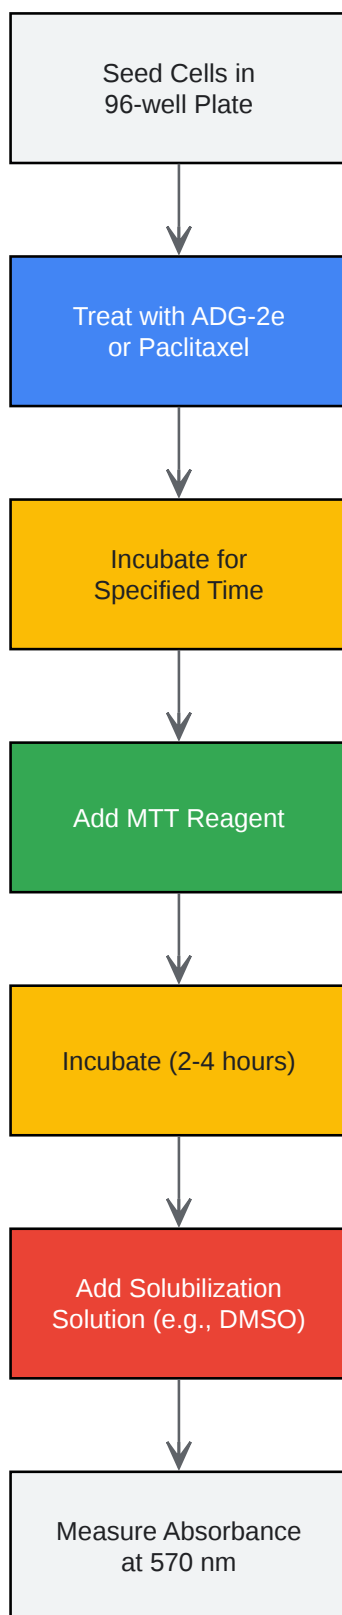 Seed Cells in
96-well Plate
Treat with ADG-2e
or Paclitaxel
Incubate for
Specified Time
Add MTT Reagent
Incubate (2-4 hours)
Add Solubilization
Solution (e.g., DMSO)
Measure Absorbance
at 570 nm